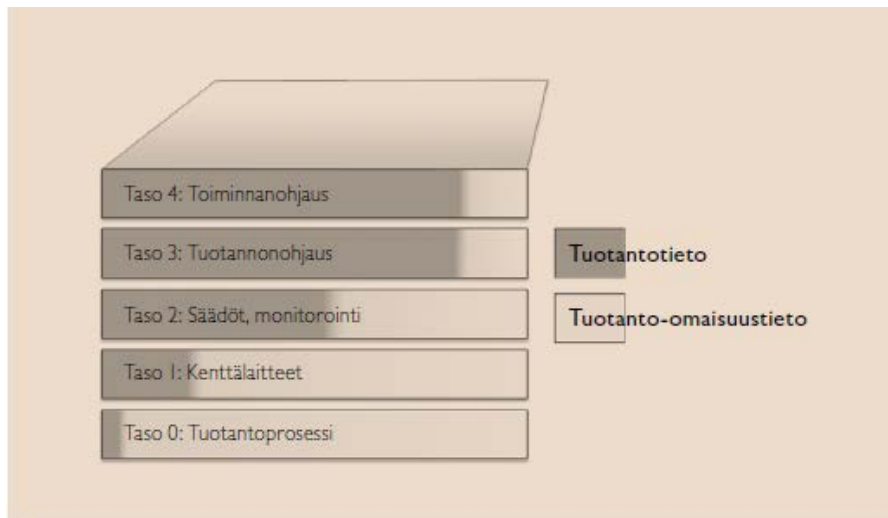 Taso 4: Toiminnanohjaus
Taso 3: Tuotannonohjaus
Taso 2: Säädöt, monitorointi
Taso 1: Kenttälaitteet
Taso 0: Tuotantoprosessi
Tuotantotieto
Tuotanto-omaisuustieto